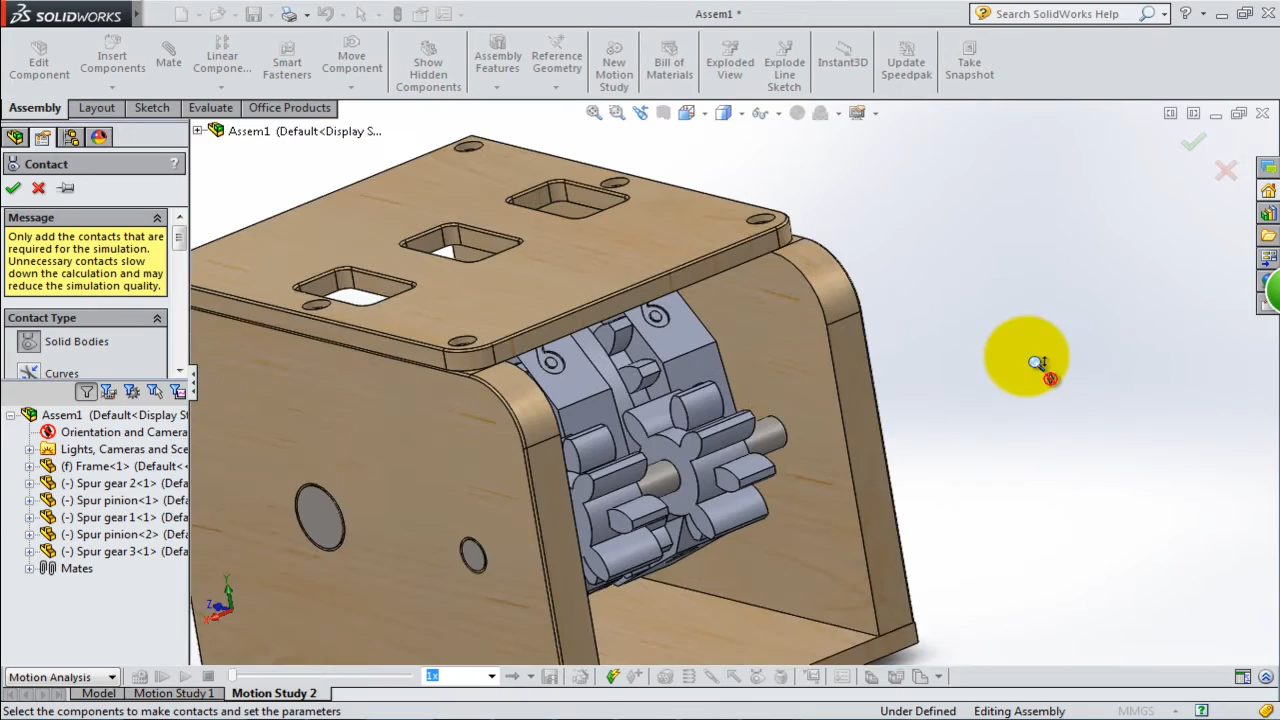 SOLIDWORKS
Assem1 *
Search SolidWorks Help
Edit Component
Insert Components
Mate
Linear Compone...
Smart Fasteners
Move Component
Show Hidden Components
Assembly Features
Reference Geometry
New Motion Study
Bill of Materials
Exploded View
Explode Line Sketch
Instant3D
Update Speedpak
Take Snapshot
Assembly Layout Sketch Evaluate Office Products
Assem1 (Default<Display S...
Contact ?
Message
Only add the contacts that are
required for the simulation.
Unnecessary contacts slow
down the calculation and may
reduce the simulation quality.
Contact Type
Solid Bodies
Curves
Assem1 (Default<Display St
Orientation and Camera
Lights, Cameras and Sce
(f) Frame<1> (Default<<
(-) Spur gear 2<1> (Defa
(-) Spur pinion<1> (Defa
(-) Spur gear 1<1> (Defa
(-) Spur pinion<2> (Defa
(-) Spur gear 3<1> (Defa
Mates
6
6
Y
Z
X
Motion Analysis
1x
Model Motion Study 1 Motion Study 2
Select the components to make contacts and set the parameters
Under Defined Editing Assembly MMGS